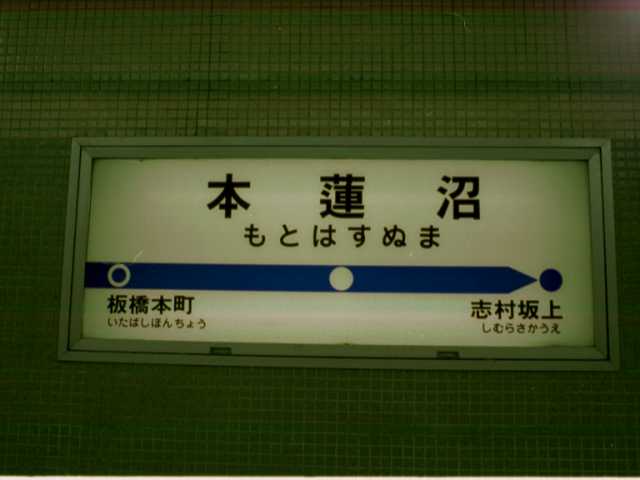 本蓮沼
もとはすぬま
板橋本町
いたばしほんちょう
志村坂上
しむらさかうえ